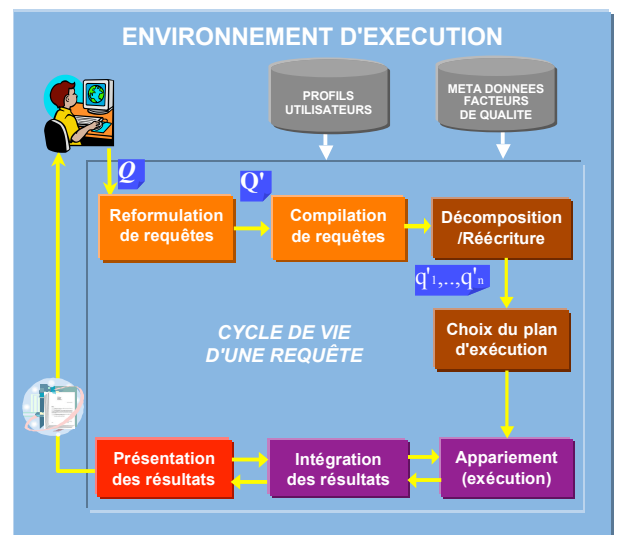 ENVIRONNEMENT D'EXECUTION
PROFILS
UTILISATEURS
META DONNEES
FACTEURS
DE QUALITE
Q
Q'
Reformulation
de requêtes
Compilation
de requêtes
Décomposition
/Réécriture
q'1,..,q'n
CYCLE DE VIE
D'UNE REQUÊTE
Choix du plan
d'exécution
Présentation
des résultats
Intégration
des résultats
Appariement
(exécution)